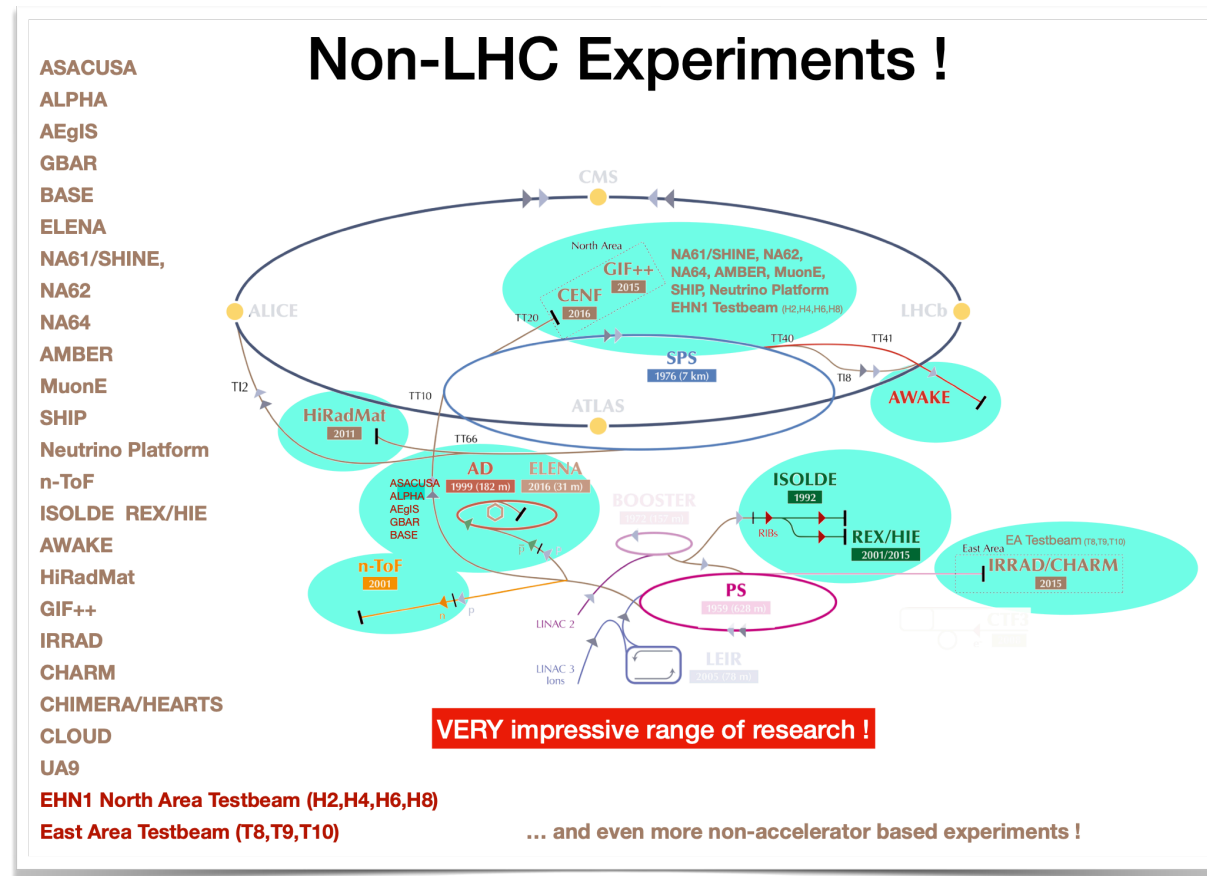 Non-LHC Experiments !
ASACUSA
ALPHA
AEgIS
GBAR
BASE
ELENA
NA61/SHINE,
NA62
NA64
AMBER
MuonE
SHIP
Neutrino Platform
n-ToF
ISOLDE REX/HIE
AWAKE
HiRadMat
GIF++
IRRAD
CHARM
CHIMERA/HEARTS
CLOUD
UA9
EHN1 North Area Testbeam (H2,H4,H6,H8)
East Area Testbeam (T8,T9,T10)
CMS
North Area
GIF++
2015
CENF
2016
NA61/SHINE, NA62,
NA64, AMBER, MuonE,
SHIP, Neutrino Platform
EHN1 Testbeam (H2,H4,H6,H8)
ALICE
LHCb
TT20
TT40
TT41
SPS
1976 (7 km)
TI8
TI2
TT10
AWAKE
ATLAS
HiRadMat
2011
TT66
AD
1999 (182 m)
ELENA
2016 (31 m)
ASACUSA
ALPHA
AEgIS
GBAR
BASE
BOOSTER
1972 (157 m)
ISOLDE
1992
RIBs
REX/HIE
2001/2015
EA Testbeam (T8,T9,T10)
East Area
IRRAD/CHARM
2015
n-ToF
2001
n
p
p̄
PS
1959 (628 m)
LINAC 2
CTF3
LINAC 3
Ions
LEIR
2005 (78 m)
VERY impressive range of research !
... and even more non-accelerator based experiments !